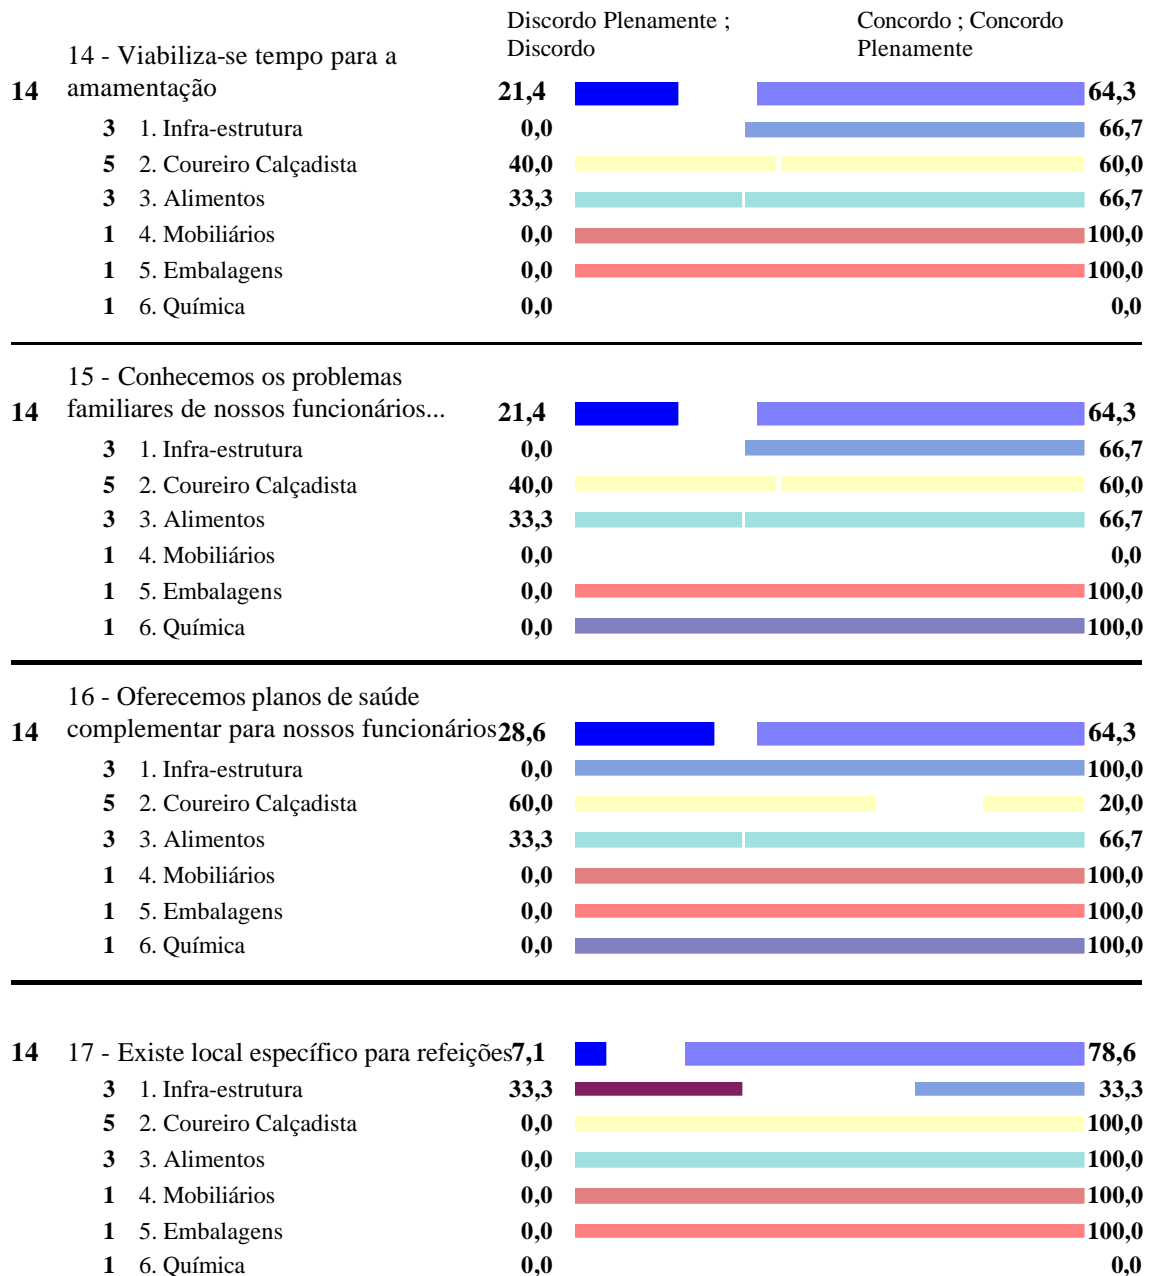 Discordo Plenamente ; Discordo
Concordo ; Concordo Plenamente
14 - Viabiliza-se tempo para a
14 amamentação 21,4 64,3
3 1. Infra-estrutura 0,0 66,7
5 2. Coureiro Calçadista 40,0 60,0
3 3. Alimentos 33,3 66,7
1 4. Mobiliários 0,0 100,0
1 5. Embalagens 0,0 100,0
1 6. Química 0,0 0,0
15 - Conhecemos os problemas
14 familiares de nossos funcionários... 21,4 64,3
3 1. Infra-estrutura 0,0 66,7
5 2. Coureiro Calçadista 40,0 60,0
3 3. Alimentos 33,3 66,7
1 4. Mobiliários 0,0 0,0
1 5. Embalagens 0,0 100,0
1 6. Química 0,0 100,0
16 - Oferecemos planos de saúde
14 complementar para nossos funcionários 28,6 64,3
3 1. Infra-estrutura 0,0 100,0
5 2. Coureiro Calçadista 60,0 20,0
3 3. Alimentos 33,3 66,7
1 4. Mobiliários 0,0 100,0
1 5. Embalagens 0,0 100,0
1 6. Química 0,0 100,0
14 17 - Existe local específico para refeições 7,1 78,6
3 1. Infra-estrutura 33,3 33,3
5 2. Coureiro Calçadista 0,0 100,0
3 3. Alimentos 0,0 100,0
1 4. Mobiliários 0,0 100,0
1 5. Embalagens 0,0 100,0
1 6. Química 0,0 0,0